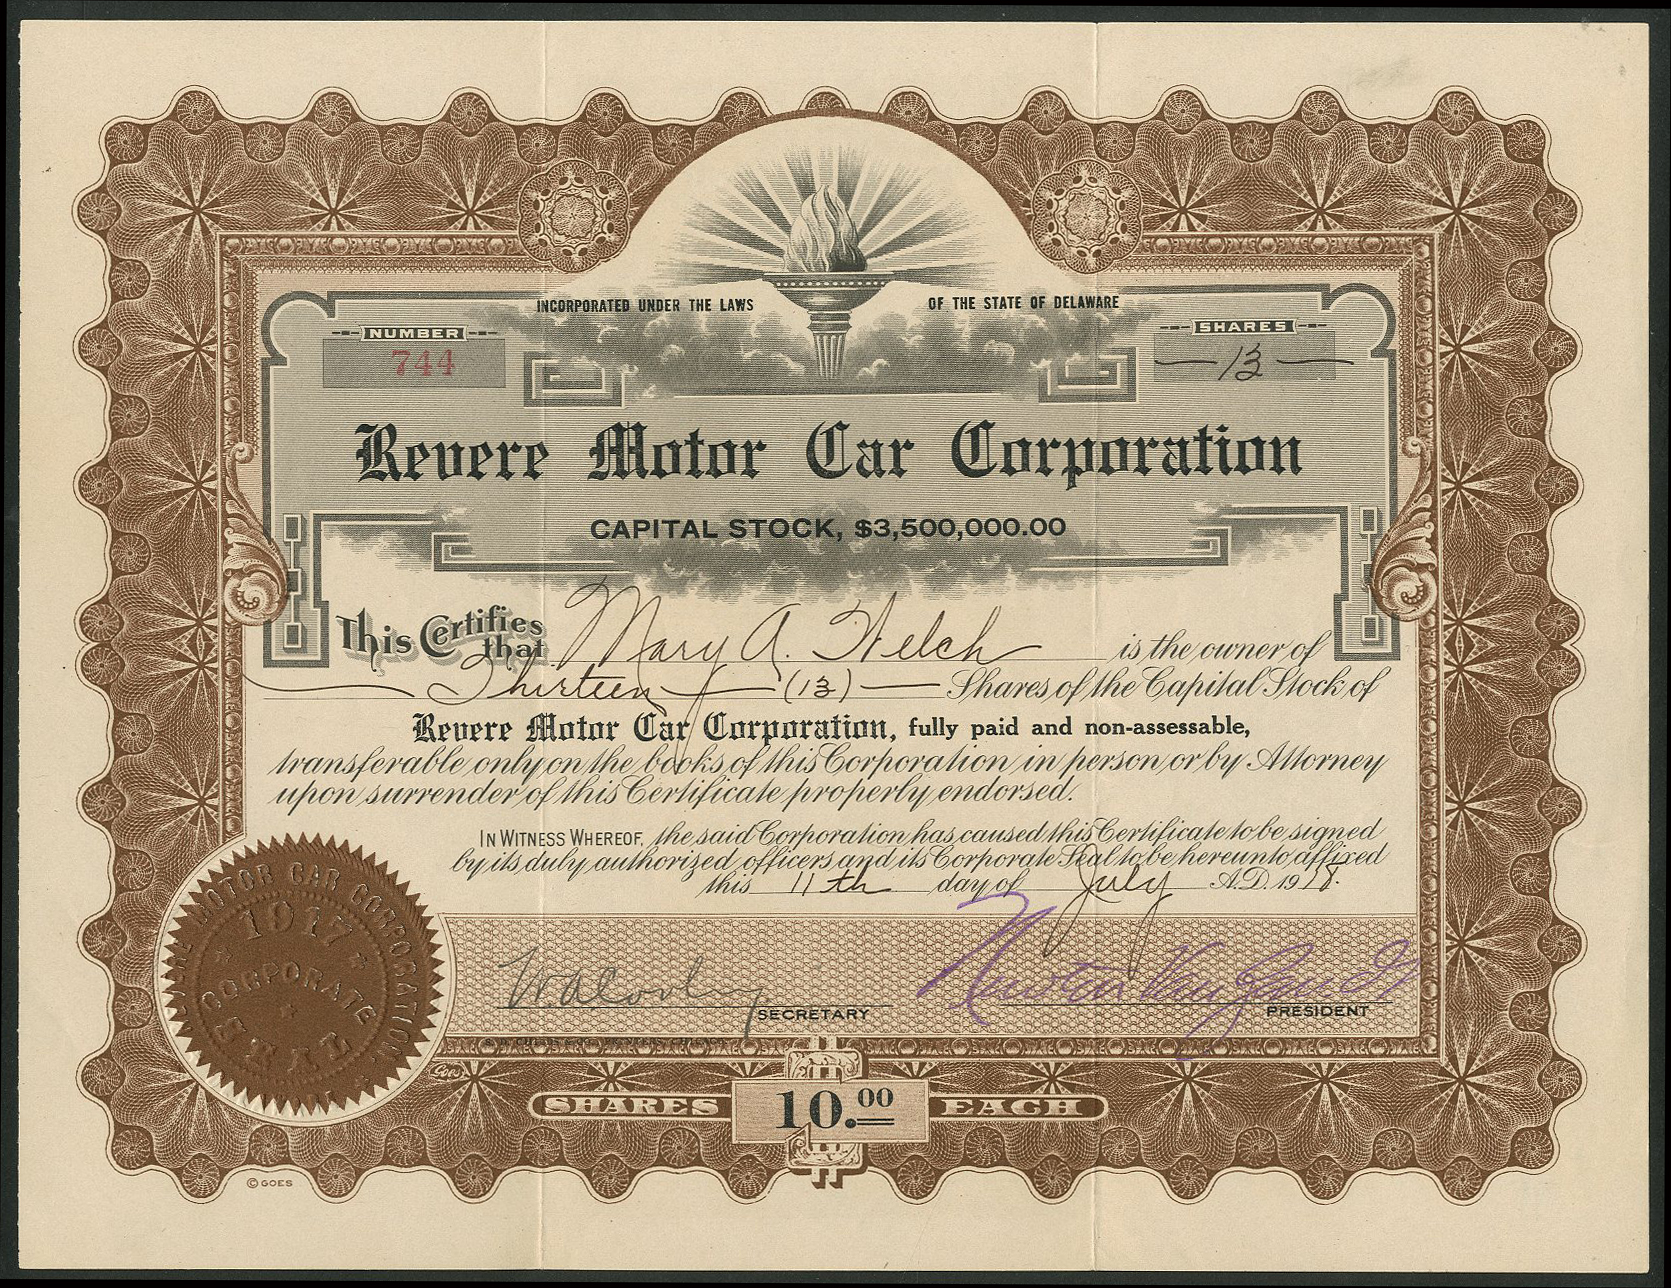 INCORPORATED UNDER THE LAWS OF THE STATE OF DELAWARE
NUMBER
744
SHARES
13
Revere Motor Car Corporation
CAPITAL STOCK, $3,500,000.00
This Certifies that Mary A. Welch is the owner of
Thirteen (13) Shares of the Capital Stock of
Revere Motor Car Corporation, fully paid and non-assessable,
transferable only on the books of this Corporation in person or by Attorney
upon surrender of this Certificate properly endorsed.
IN WITNESS WHEREOF, the said Corporation has caused this Certificate to be signed
by its duly authorized officers and its Corporate Seal to be hereunto affixed
this 11th day of July A.D. 1918.
MOTOR CAR CORPORATION
1917
CORPORATE
SEAL
SECRETARY
Newton Van Zandt
PRESIDENT
Goes
SHARES 10.00 EACH
© GOES